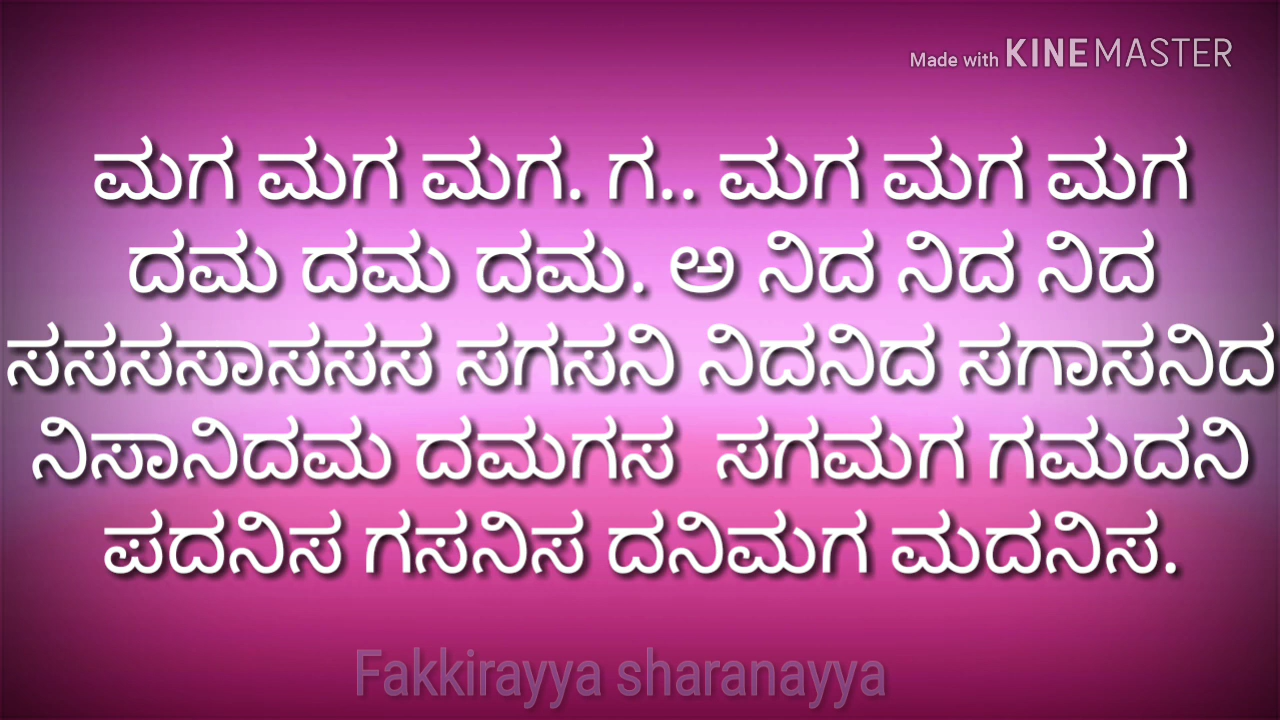 Made with KINEMASTER
ಮಗ ಮಗ ಮಗ. ಗ.. ಮಗ ಮಗ ಮಗ
ದಮ ದಮ ದಮ. ಅ ನಿದ ನಿದ ನಿದ
ಸಸಸಸಾಸಸಸ ಸಗಸನಿ ನಿದನಿದ ಸಗಾಸನಿದ
ನಿಸಾನಿದಮ ದಮಗಸ ಸಗಮಗ ಗಮದನಿ
ಪದನಿಸ ಗಸನಿಸ ದನಿಮಗ ಮದನಿಸ.
Fakkirayya sharanayya